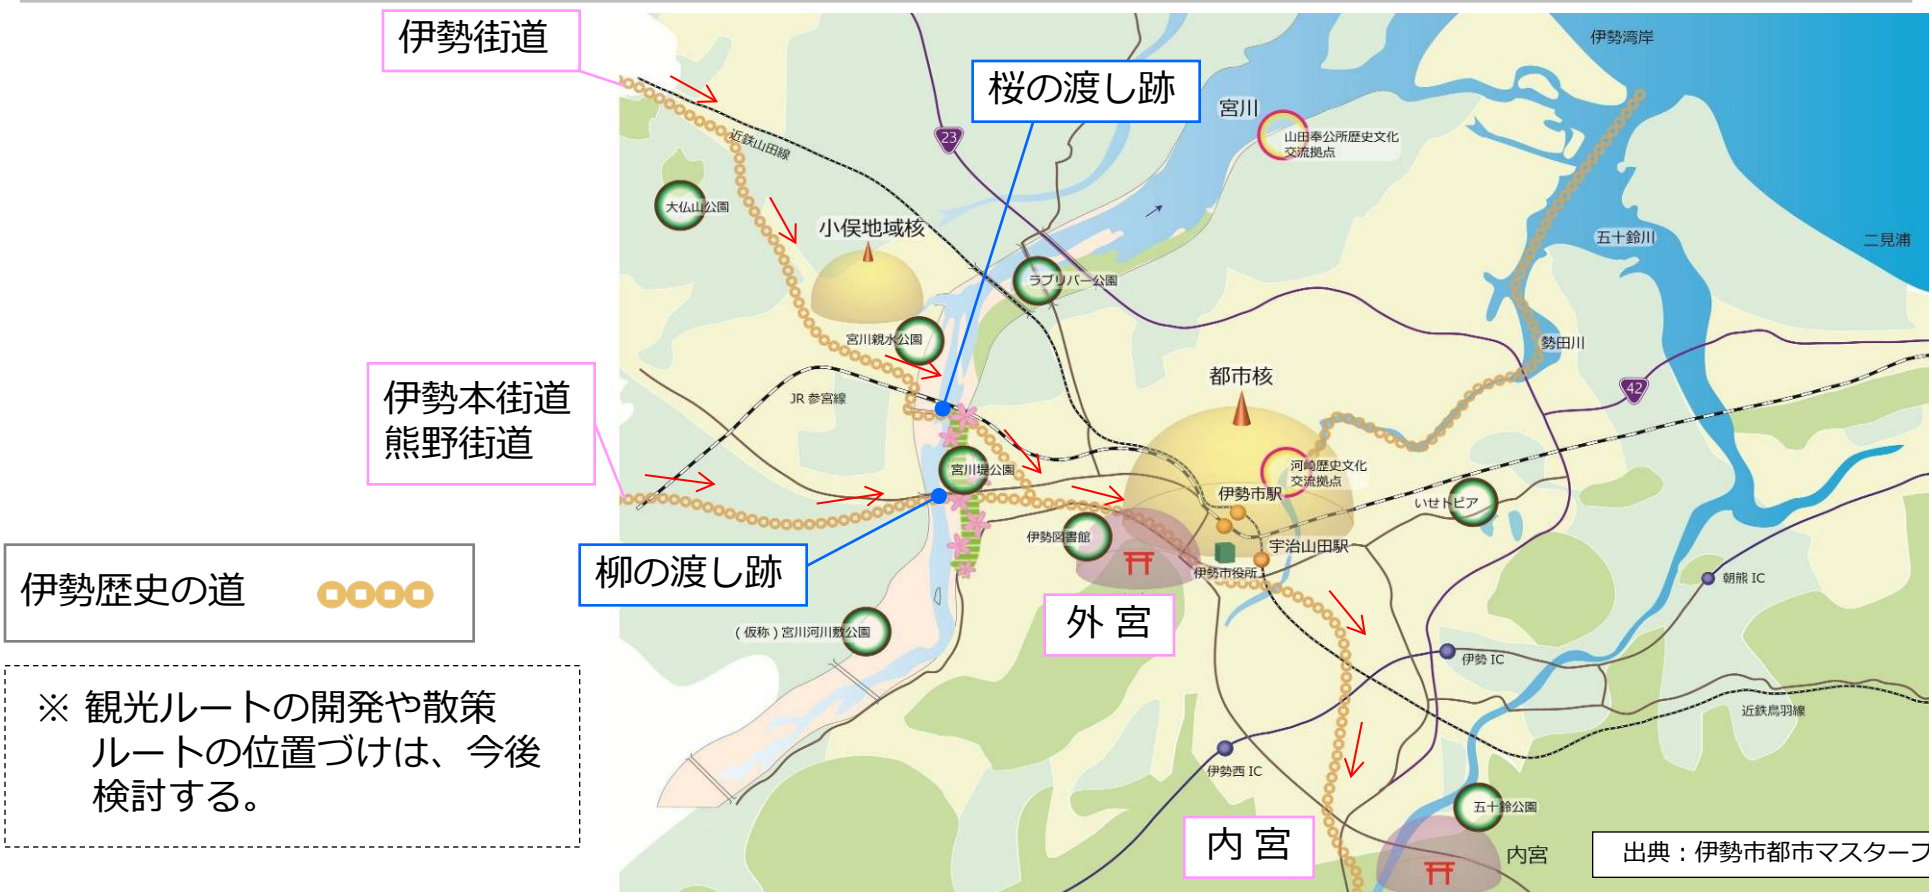 伊勢街道
桜の渡し跡
伊勢湾岸
宮川
23
山田奉公所歴史文化
交流拠点
近鉄山田線
大仏山公園
小俣地域核
五十鈴川
二見浦
ラブリバー公園
宮川親水公園
勢田川
都市核
42
伊勢本街道
熊野街道
JR 参宮線
宮川堤公園
河崎歴史文化
交流拠点
伊勢市駅
いせトピア
伊勢図書館
宇治山田駅
伊勢市役所
柳の渡し跡
朝熊 IC
伊勢歴史の道
外 宮
(仮称)宮川河川敷公園
伊勢 IC
※ 観光ルートの開発や散策
ルートの位置づけは、今後
検討する。
近鉄鳥羽線
伊勢西 IC
五十鈴公園
内 宮
内宮
出典：伊勢市都市マスタープ